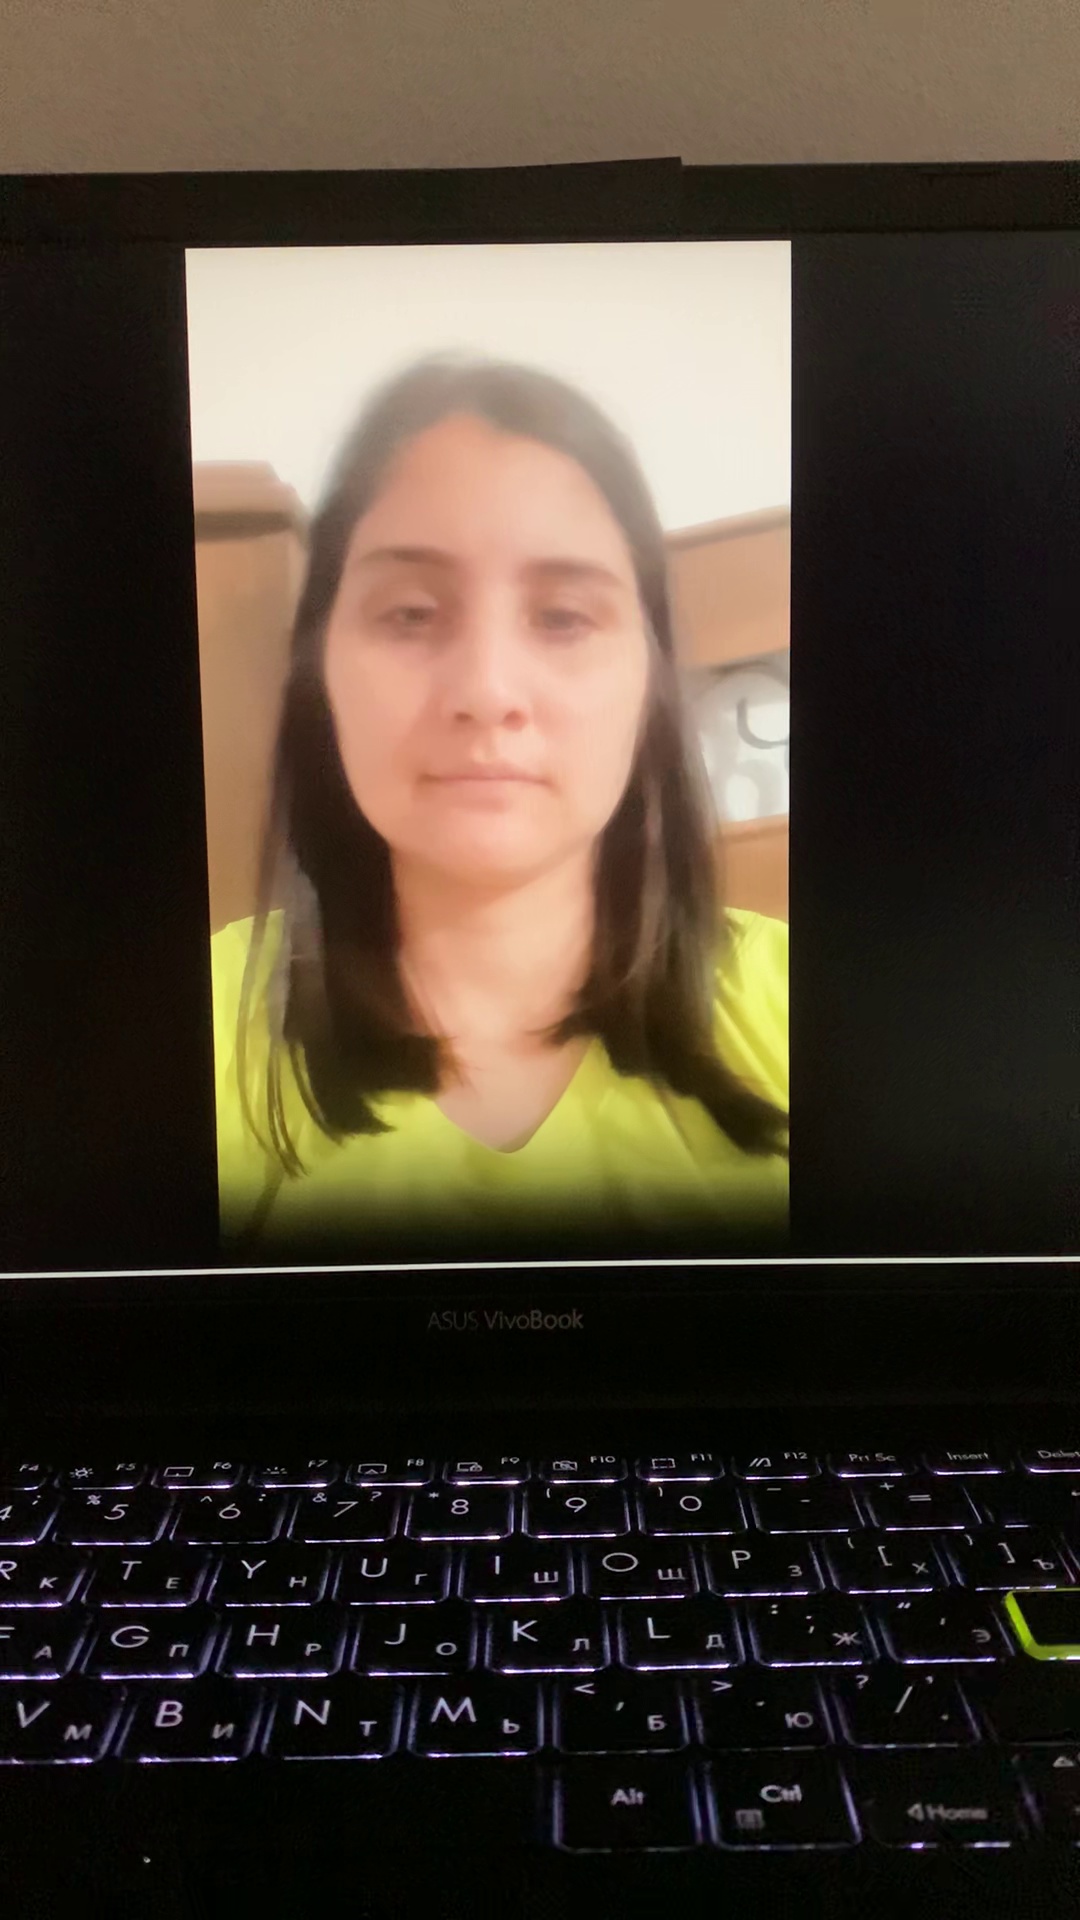 ASUS VivoBook
F4 F5 F6 F7 F8 F9 F10 F11 F12 Prt Sc Insert
4 ; % 5 ^ 6 : & 7 ? * 8 ( 9 ) 0 _ - + =
R К T Е Y Н U Г I Ш O Щ P З { [ Х } ] Ъ
F А G П H Р J О K Л L Д : ; Ж " ' Э
V М B И N Т M Ь < , Б > . Ю ? / , .
Alt Ctrl Home